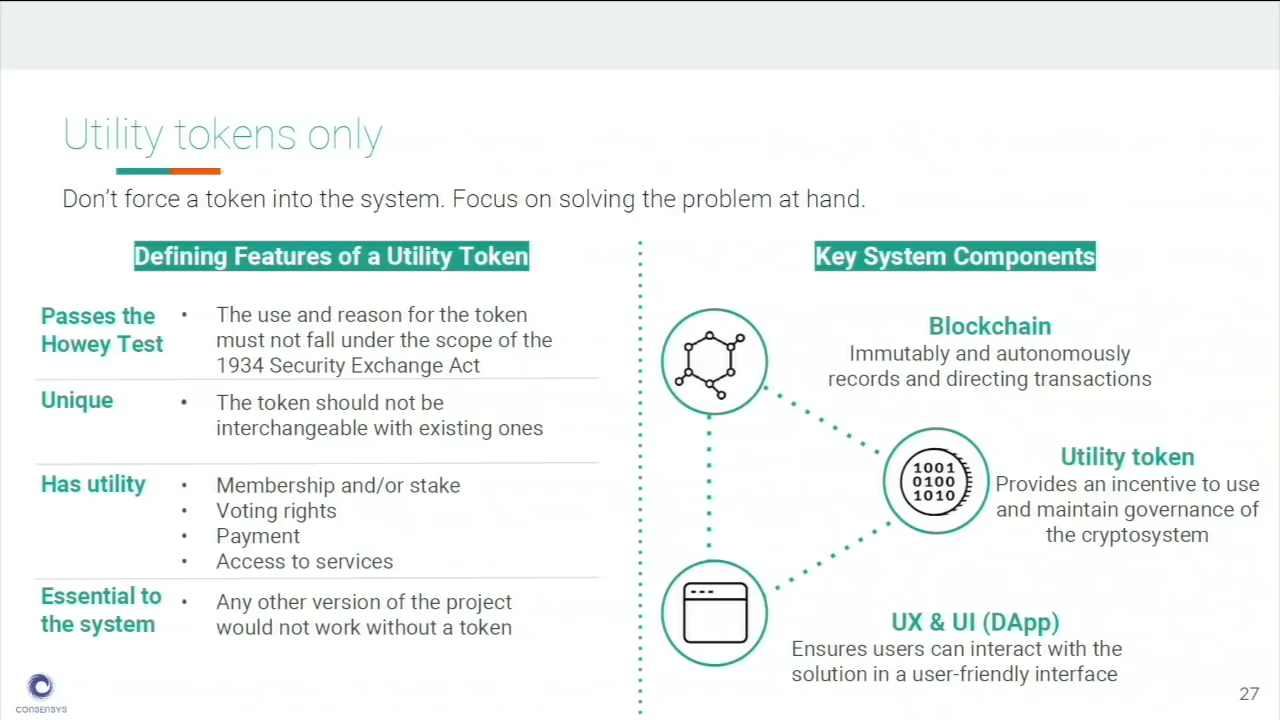 Utility tokens only
Don't force a token into the system. Focus on solving the problem at hand.
Defining Features of a Utility Token
Passes the
Howey Test
• The use and reason for the token
must not fall under the scope of the
1934 Security Exchange Act
Unique
• The token should not be
interchangeable with existing ones
Has utility
• Membership and/or stake
• Voting rights
• Payment
• Access to services
Essential to
the system
• Any other version of the project
would not work without a token
Key System Components
Blockchain
Immutably and autonomously
records and directing transactions
1001
0100
1010
Utility token
Provides an incentive to use
and maintain governance of
the cryptosystem
UX & UI (DApp)
Ensures users can interact with the
solution in a user-friendly interface
CONSENSYS
27